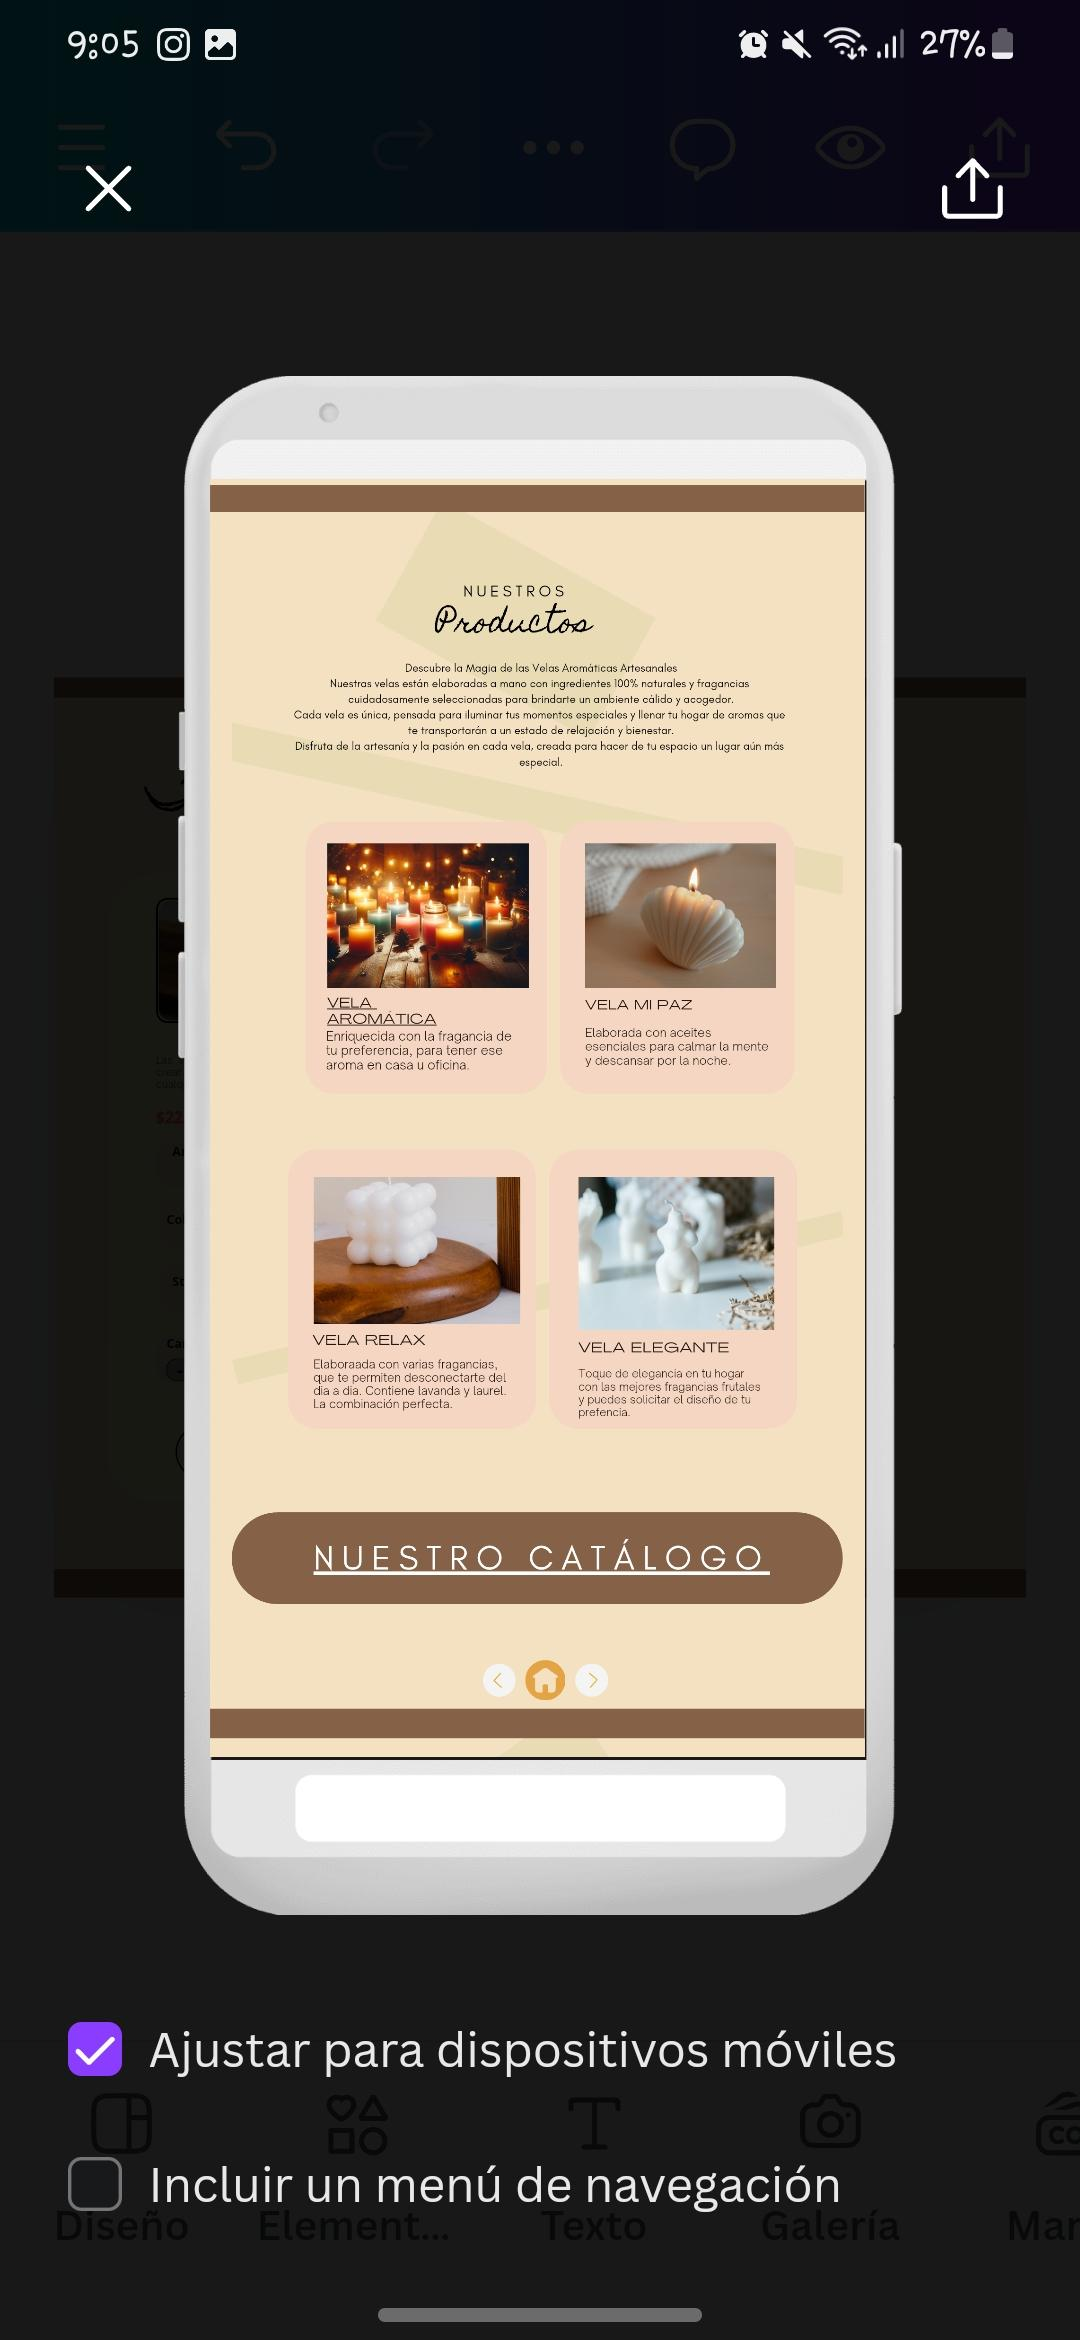 9:05
27%
NUESTROS
Productos
Descubre la Magia de las Velas Aromáticas Artesanales
Nuestras velas están elaboradas a mano con ingredientes 100% naturales y fragancias
cuidadosamente seleccionadas para brindarte un ambiente cálido y acogedor.
Cada vela es única, pensada para iluminar tus momentos especiales y llenar tu hogar de aromas que
te transportarán a un estado de relajación y bienestar.
Disfruta de la artesanía y la pasión en cada vela, creada para hacer de tu espacio un lugar aún más
especial.
VELA
AROMÁTICA
Enriquecida con la fragancia de
tu preferencia, para tener ese
aroma en casa u oficina.
VELA MI PAZ
Elaborada con aceites
esenciales para calmar la mente
y descansar por la noche.
VELA RELAX
Elaboraada con varias fragancias,
que te permiten desconectarte del
dia a dia. Contiene lavanda y laurel.
La combinación perfecta.
VELA ELEGANTE
Toque de elegancia en tu hogar
con las mejores fragancias frutales
y puedes solicitar el diseño de tu
prefencia.
NUESTRO CATÁLOGO
$22
Ajustar para dispositivos móviles
Incluir un menú de navegación
Diseño
Element...
Texto
Galería